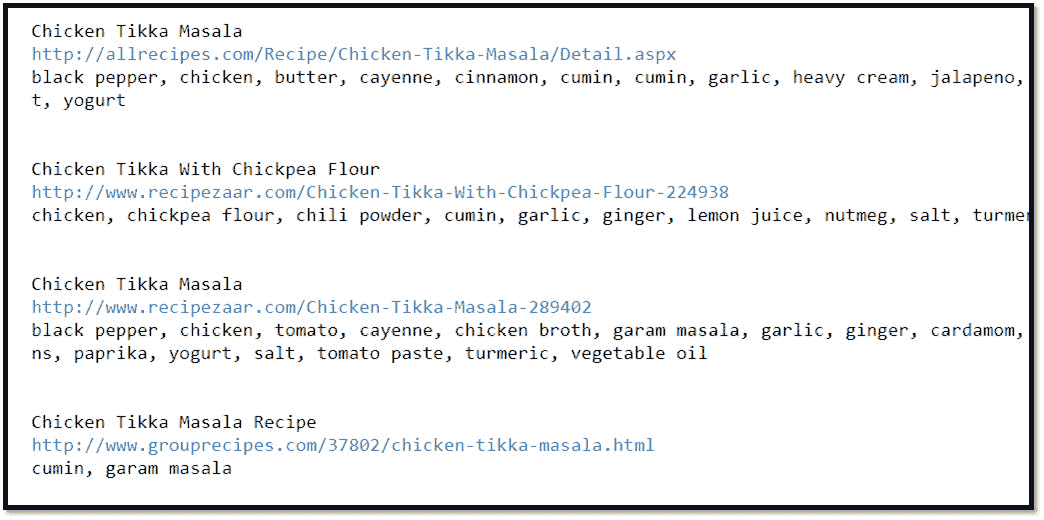 Chicken Tikka Masala
http://allrecipes.com/Recipe/Chicken-Tikka-Masala/Detail.aspx
black pepper, chicken, butter, cayenne, cinnamon, cumin, cumin, garlic, heavy cream, jalapeno,
t, yogurt
Chicken Tikka With Chickpea Flour
http://www.recipezaar.com/Chicken-Tikka-With-Chickpea-Flour-224938
chicken, chickpea flour, chili powder, cumin, garlic, ginger, lemon juice, nutmeg, salt,
Chicken Tikka Masala
http://www.recipezaar.com/Chicken-Tikka-Masala-289402
black pepper, chicken, tomato, cayenne, chicken broth, garam masala, garlic, ginger, cardamom,
ns, paprika, yogurt, salt, tomato paste, turmeric, vegetable oil
Chicken Tikka Masala Recipe
http://www.grouprecipes.com/37802/chicken-tikka-masala.html
cumin, garam masala